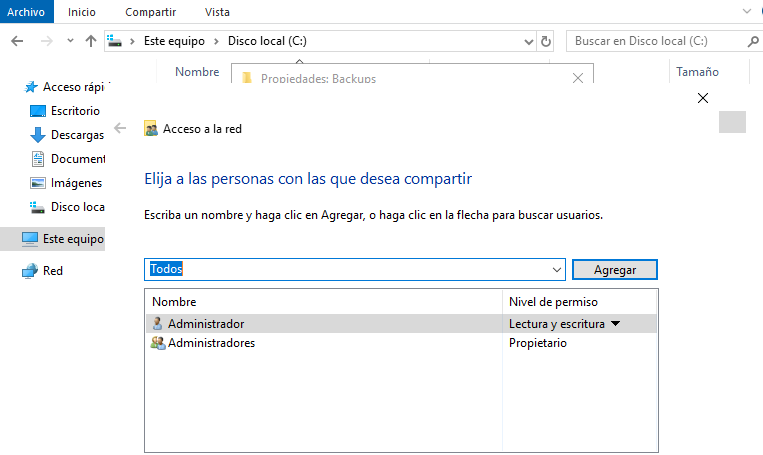 Archivo Inicio Compartir Vista
Este equipo Disco local (C:) Buscar en Disco local (C:)
Nombre Tamaño
Propiedades: Backups
Acceso rápi
Escritorio
Descargas
Document
Imágenes
Disco loca
Este equipo
Red
Acceso a la red
Elija a las personas con las que desea compartir
Escriba un nombre y haga clic en Agregar, o haga clic en la flecha para buscar usuarios.
Todos Agregar
Nombre Nivel de permiso
Administrador Lectura y escritura
Administradores Propietario